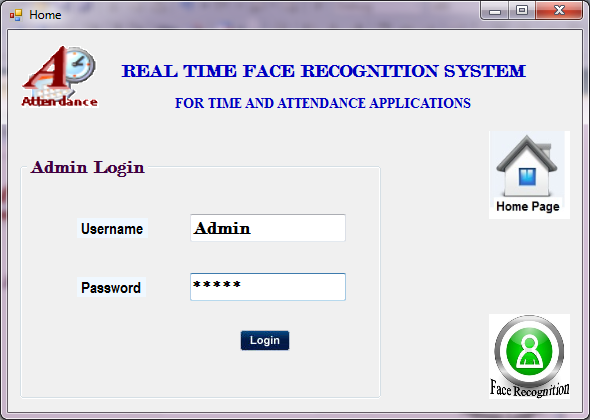 Home
Attendance
REAL TIME FACE RECOGNITION SYSTEM
FOR TIME AND ATTENDANCE APPLICATIONS
Home Page
Admin Login
Username
Admin
Password
*****
Login
Face Recognition